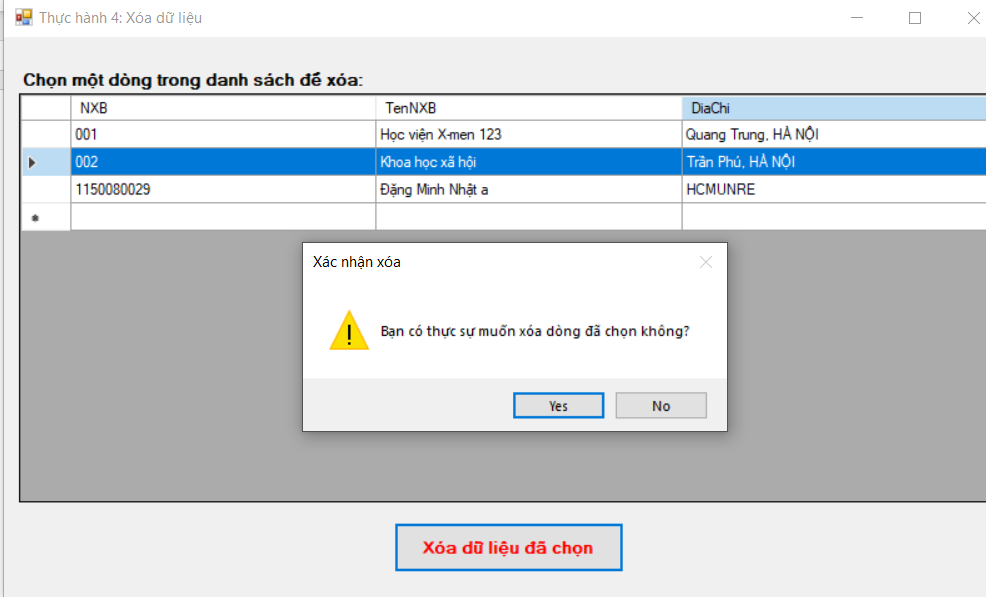 Thực hành 4: Xóa dữ liệu
Chọn một dòng trong danh sách để xóa:
NXB TenNXB DiaChi
001 Học viện X-men 123 Quang Trung, HÀ NỘI
002 Khoa học xã hội Trần Phú, HÀ NỘI
1150080029 Đặng Minh Nhật a HCMUNRE
Xác nhận xóa
Bạn có thực sự muốn xóa dòng đã chọn không?
Yes No
Xóa dữ liệu đã chọn